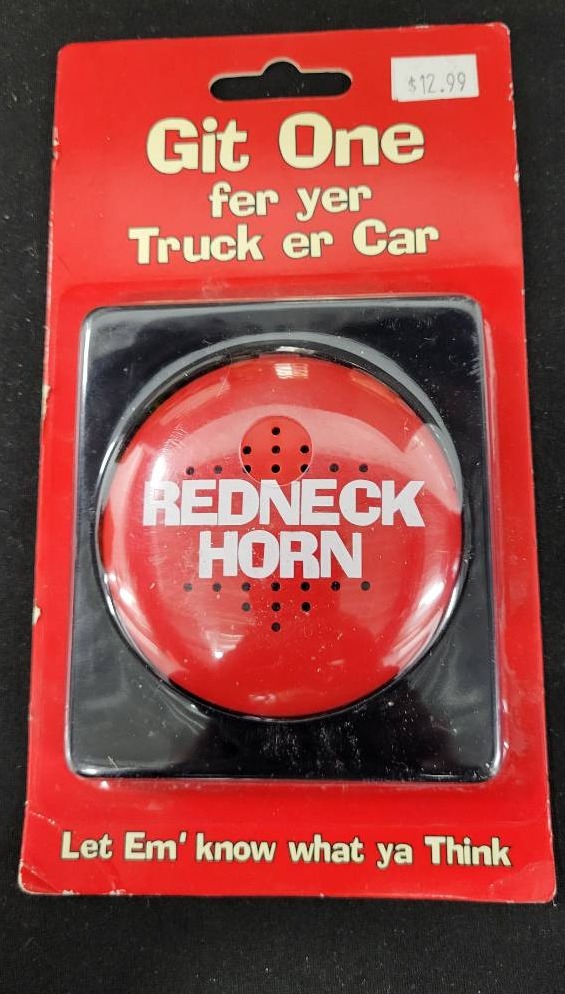 $12.99
Git One
fer yer
Truck er Car
REDNECK
HORN
Let Em' know what ya Think